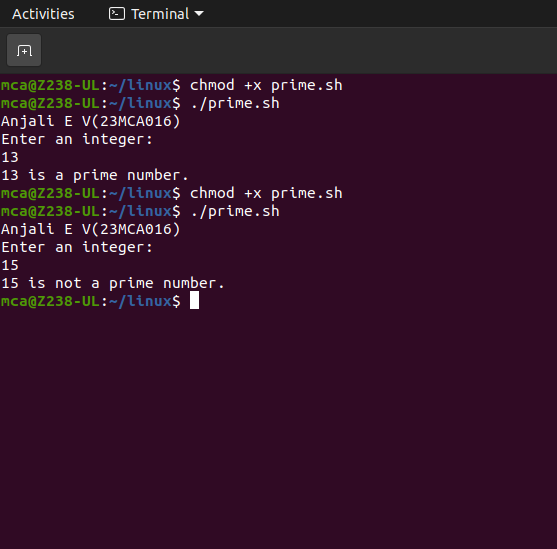 Activities Terminal
mca@Z238-UL:~/linux$ chmod +x prime.sh
mca@Z238-UL:~/linux$ ./prime.sh
Anjali E V(23MCA016)
Enter an integer:
13
13 is a prime number.
mca@Z238-UL:~/linux$ chmod +x prime.sh
mca@Z238-UL:~/linux$ ./prime.sh
Anjali E V(23MCA016)
Enter an integer:
15
15 is not a prime number.
mca@Z238-UL:~/linux$